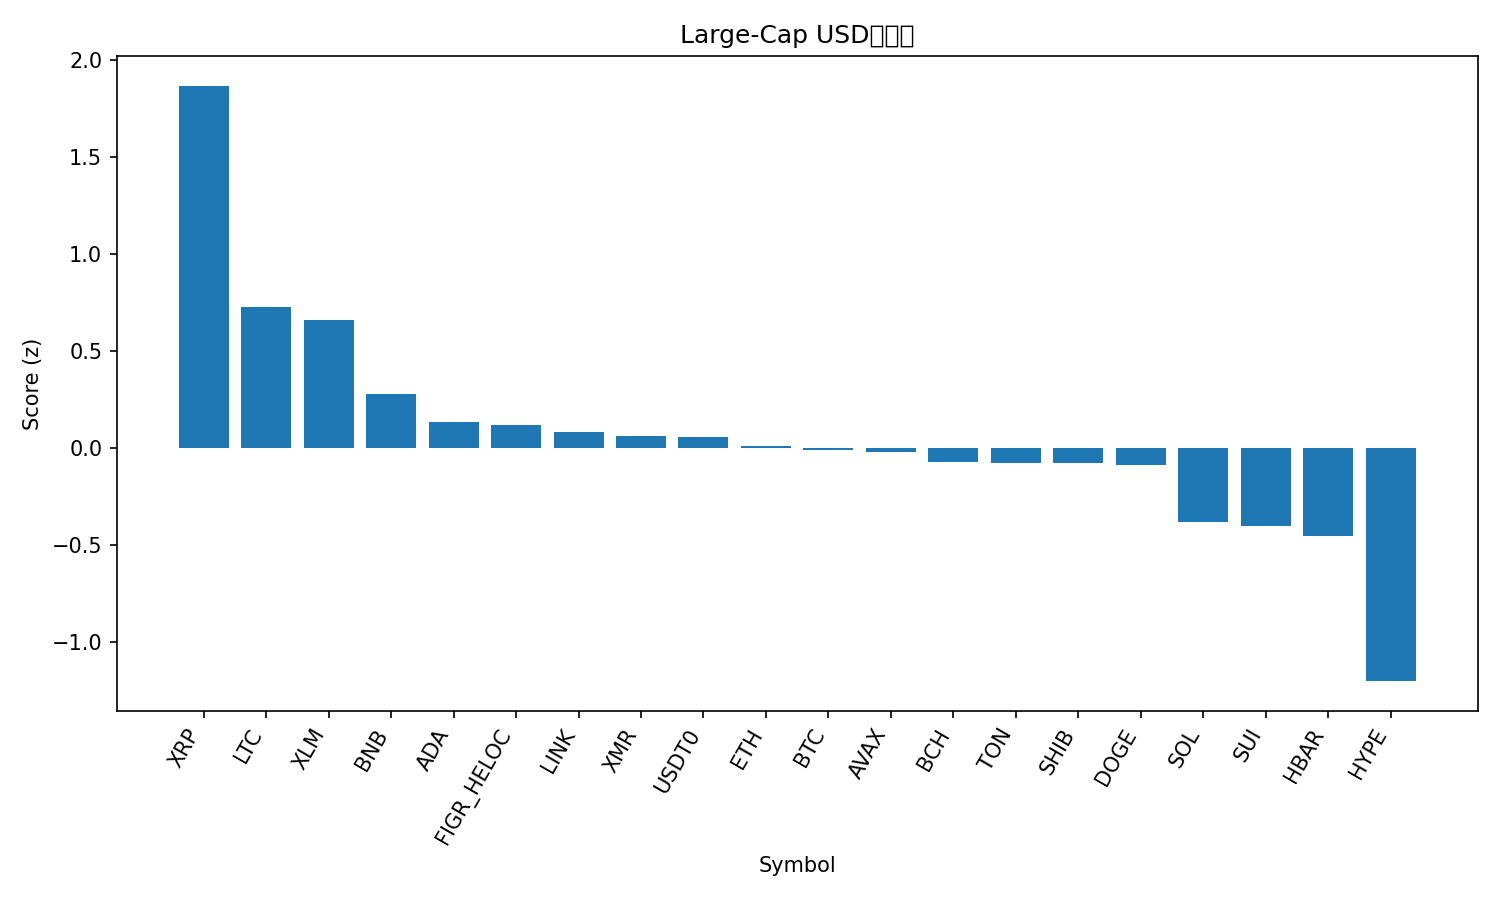 Large-Cap USD
2.0
1.5
1.0
0.5
0.0
−0.5
−1.0
Score (z)
XRP
LTC
XLM
BNB
ADA
FIGR_HELOC
LINK
XMR
USDT0
ETH
BTC
AVAX
BCH
TON
SHIB
DOGE
SOL
SUI
HBAR
HYPE
Symbol